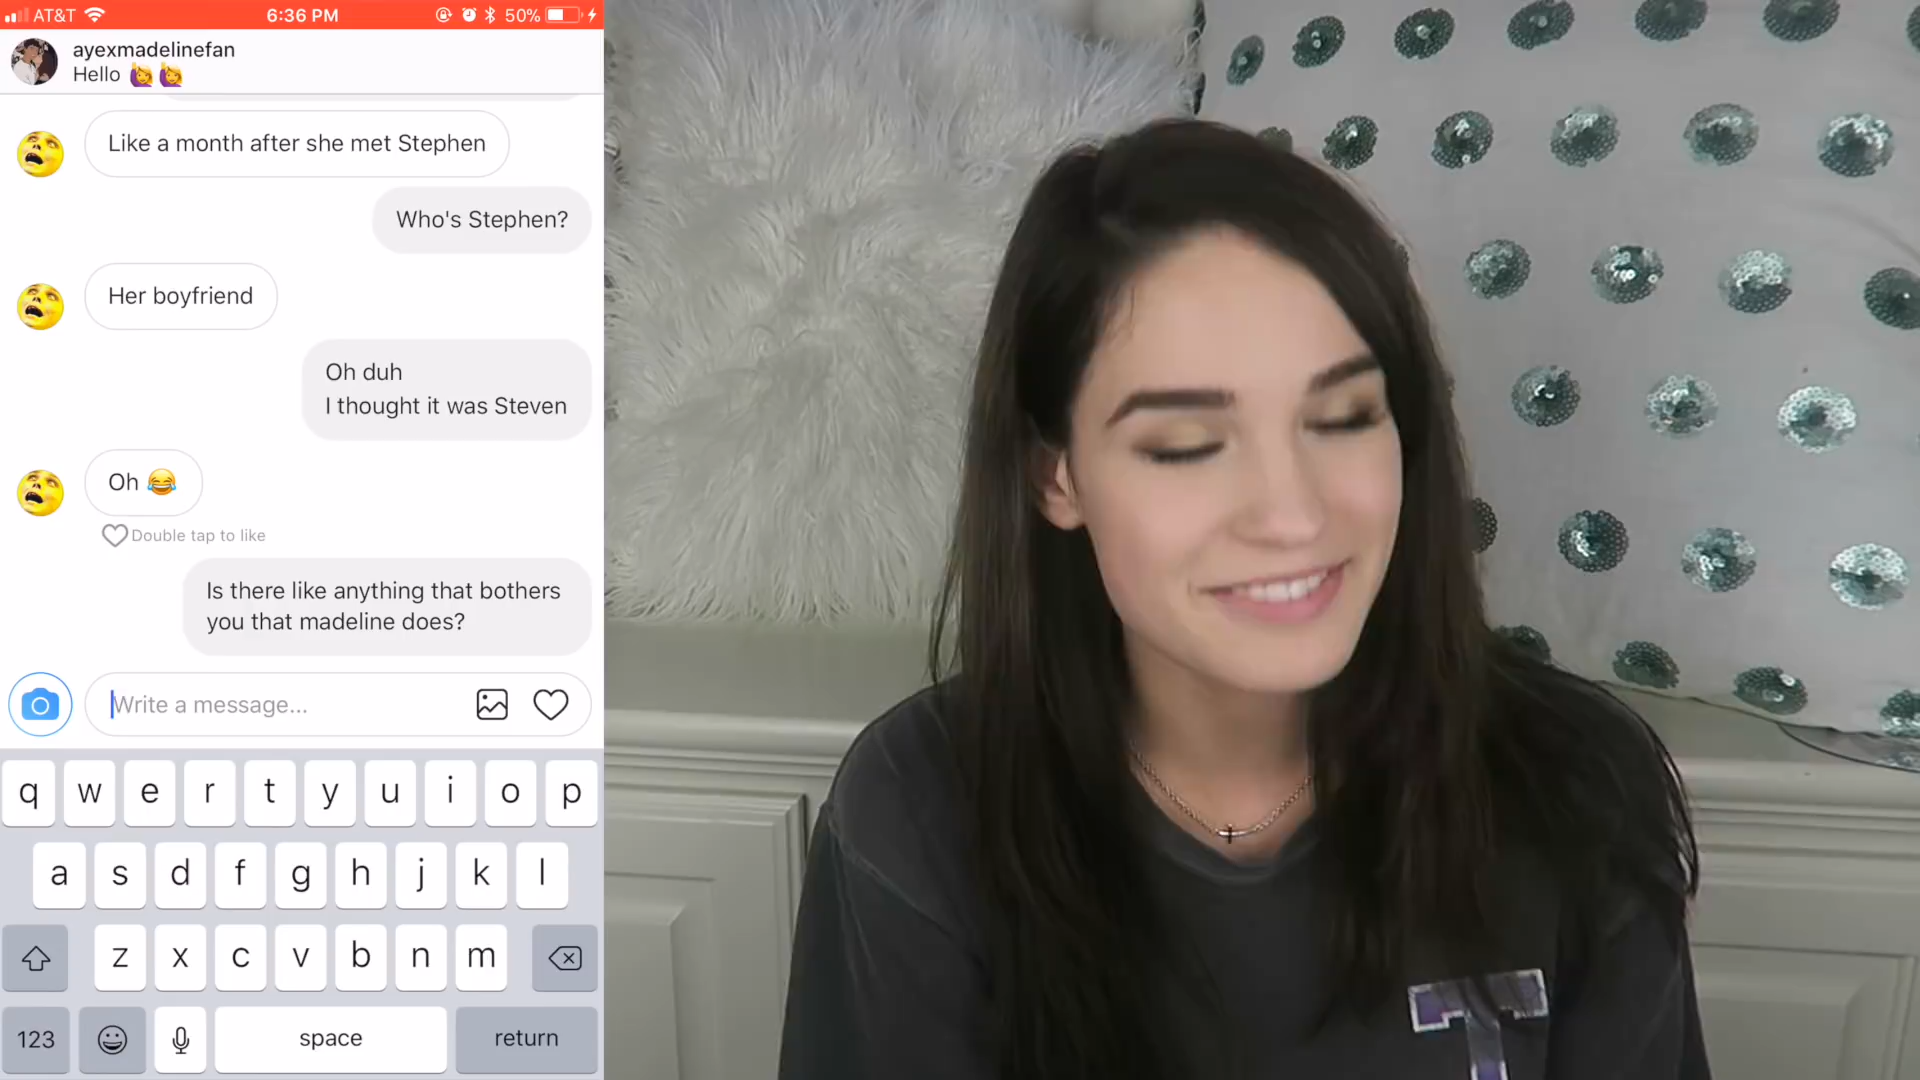 AT&T 6:36 PM 50%
ayexmadelinefan
Hello 🙋 🙋
Like a month after she met Stephen
Who's Stephen?
Her boyfriend
Oh duh
I thought it was Steven
Oh 😂
Double tap to like
Is there like anything that bothers
you that madeline does?
Write a message...
q w e r t y u i o p
a s d f g h j k l
z x c v b n m
123 space return
T